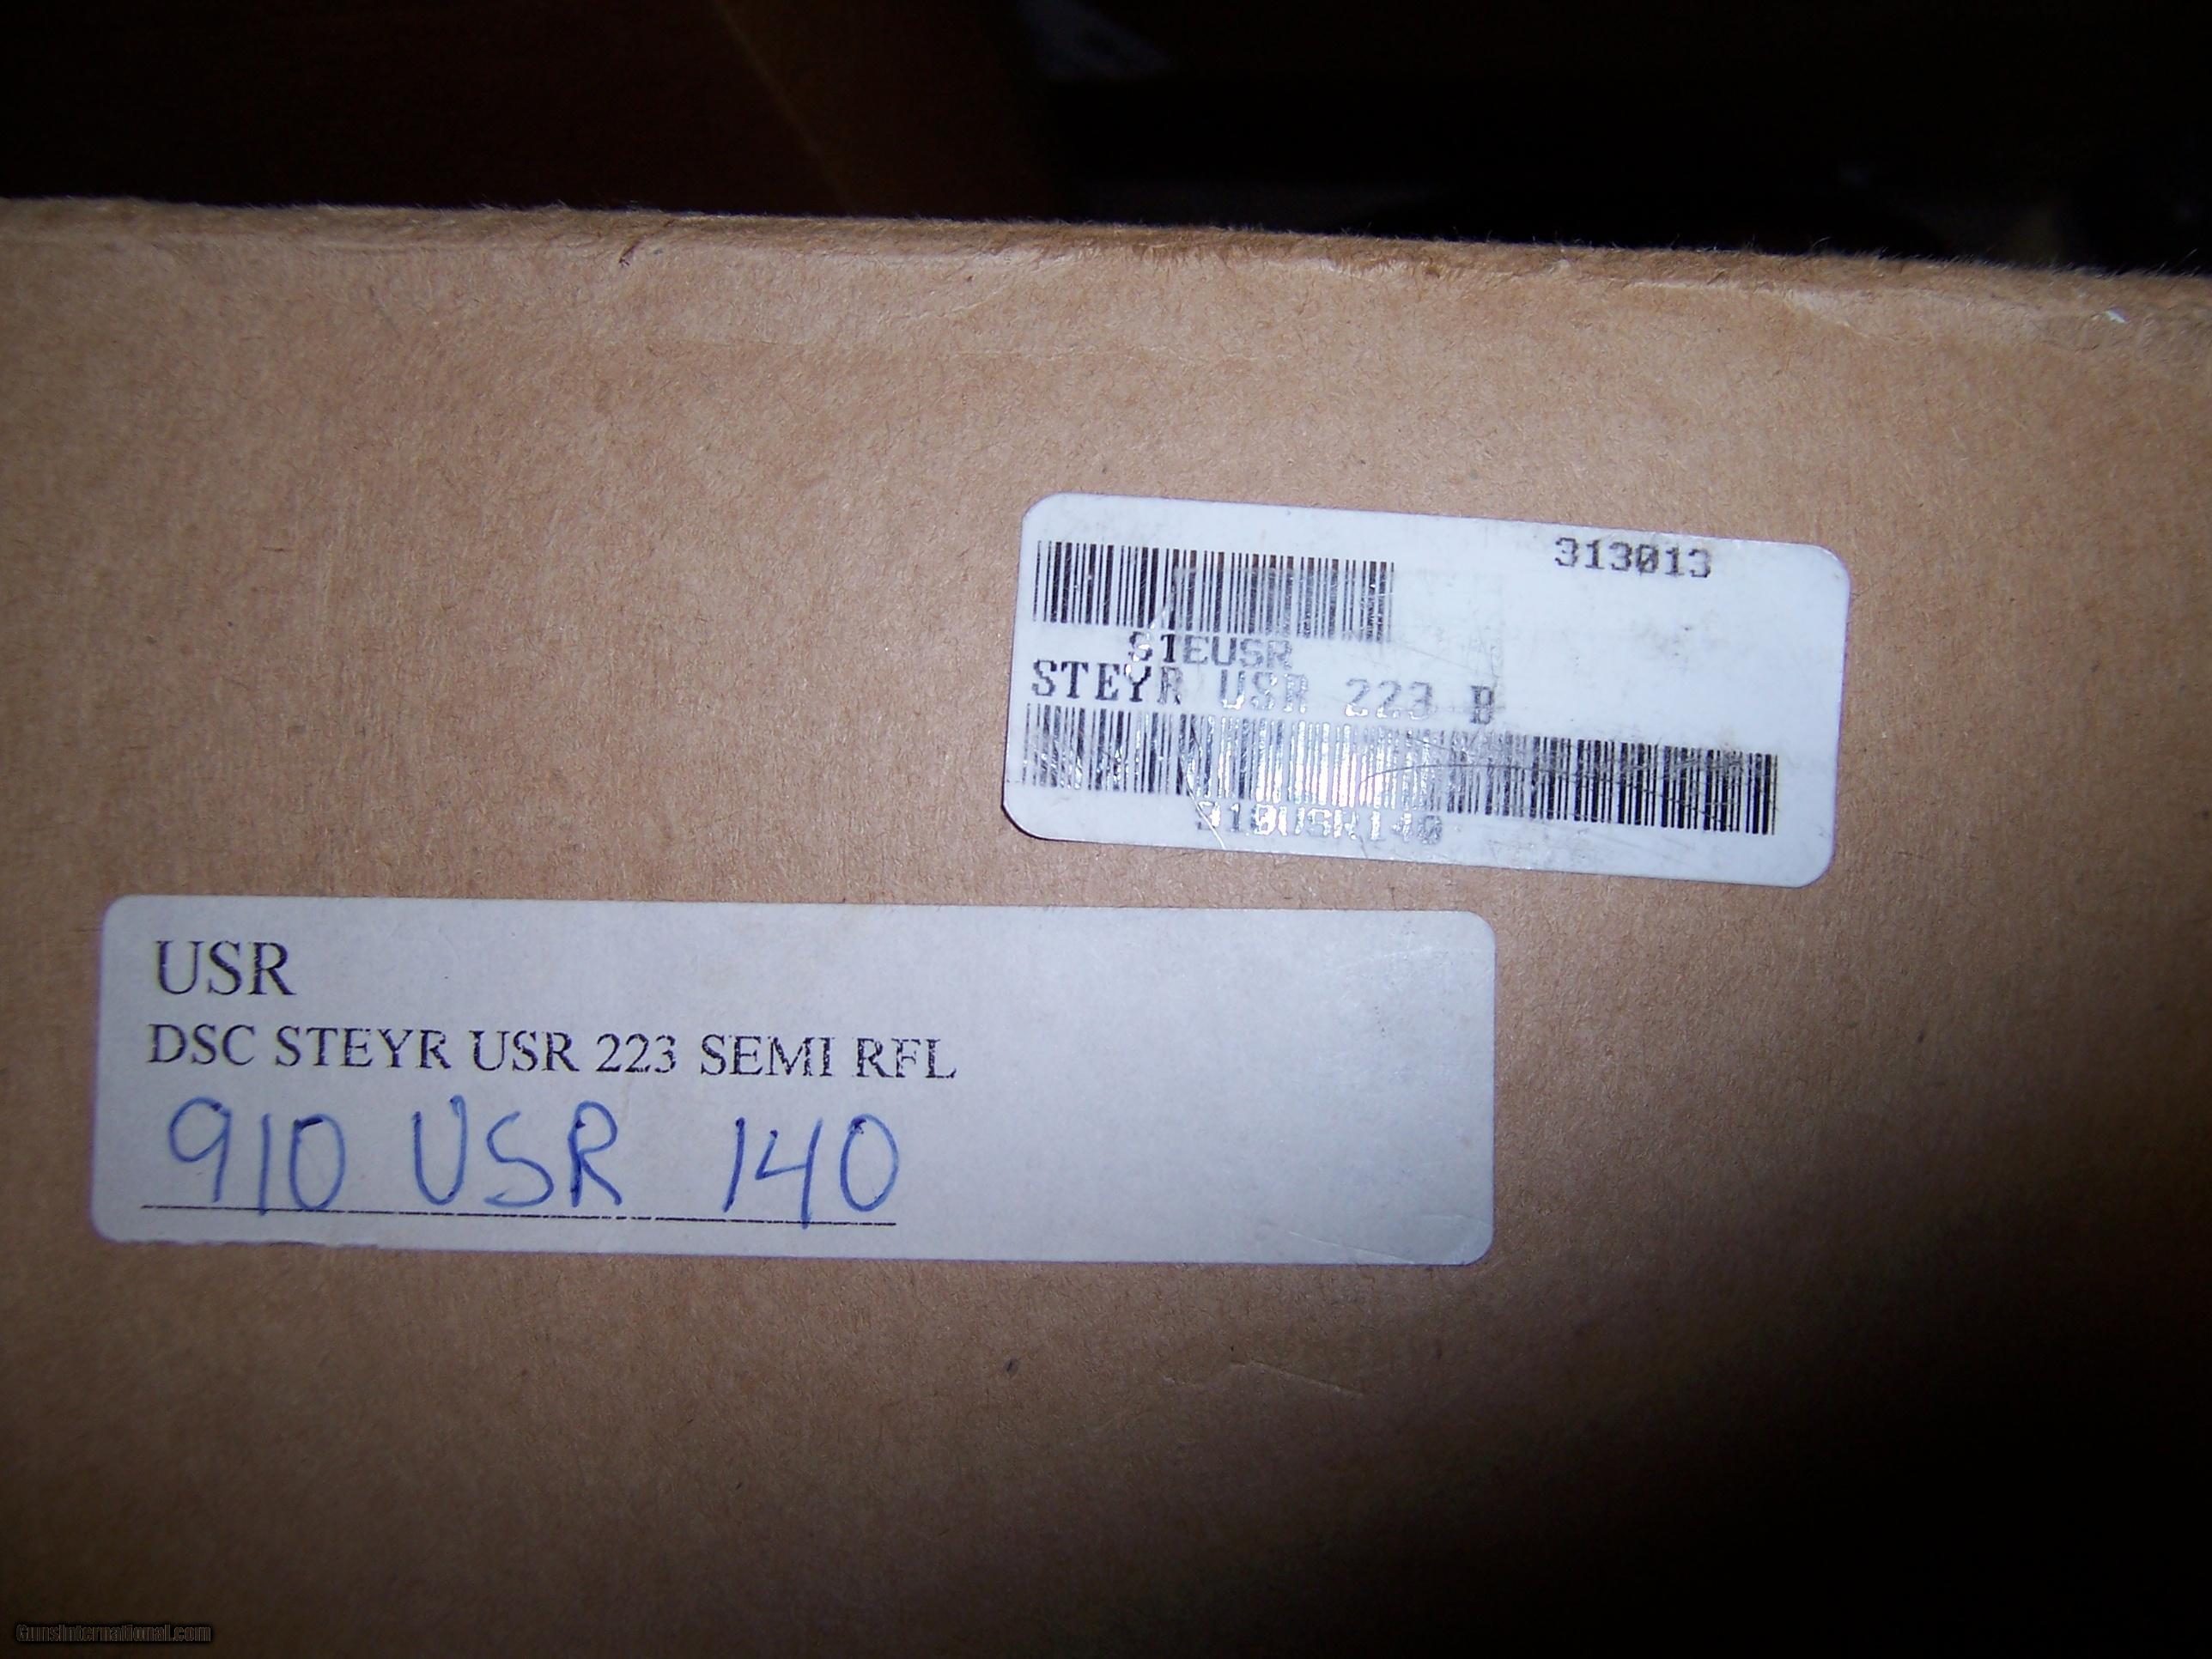 313013
STEUSR
STEYR USR 223 B
910USR140
USR
DSC STEYR USR 223 SEMI RFL
910 USR 140
GunsInternational.com